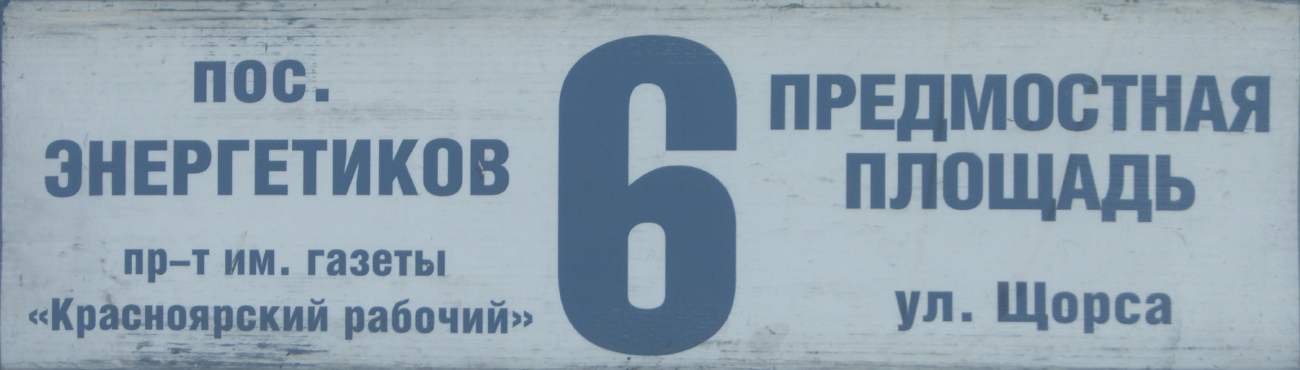 пос.
ЭНЕРГЕТИКОВ
пр–т им. газеты
«Красноярский рабочий»
6
ПРЕДМОСТНАЯ
ПЛОЩАДЬ
ул. Щорса